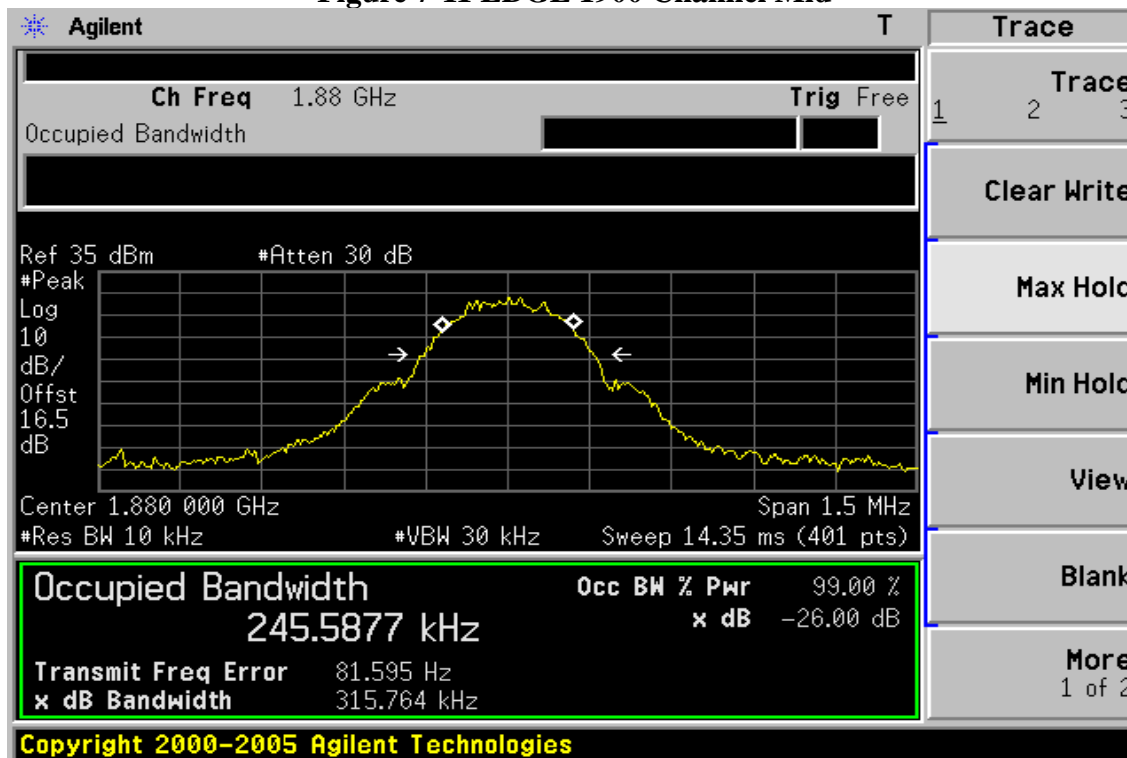 Agilent T Trace
Ch Freq 1.88 GHz Trig Free
Occupied Bandwidth
Trace
1 2 3
Clear Write
Max Hold
Min Hold
View
Blank
More
1 of 2
Ref 35 dBm #Atten 30 dB
#Peak
Log
10
dB/
Offst
16.5
dB
Center 1.880 000 GHz Span 1.5 MHz
#Res BW 10 kHz #VBW 30 kHz Sweep 14.35 ms (401 pts)
Occupied Bandwidth
245.5877 kHz
Occ BW % Pwr 99.00 %
x dB -26.00 dB
Transmit Freq Error 81.595 Hz
x dB Bandwidth 315.764 kHz
Copyright 2000-2005 Agilent Technologies